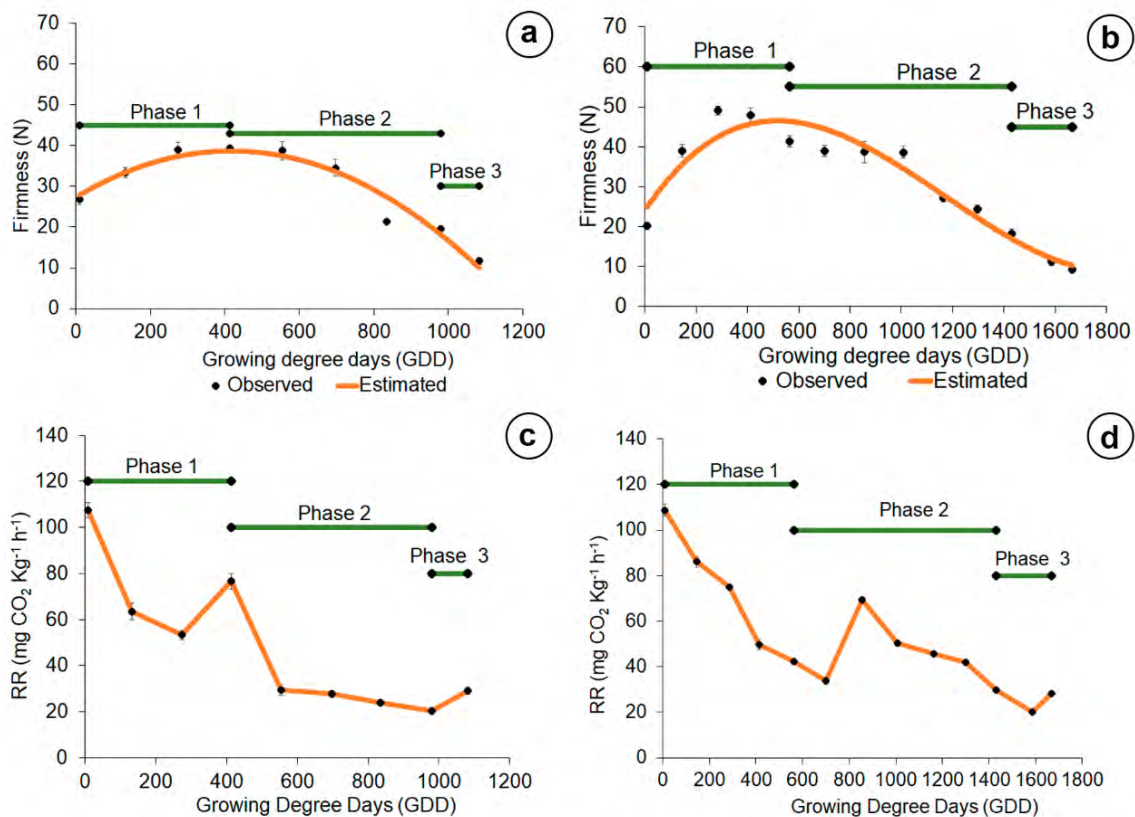 a
70
60
50
40
30
20
10
0
Firmness (N)
Phase 1
Phase 2
Phase 3
0 200 400 600 800 1000 1200
Growing degree days (GDD)
Observed Estimated
b
70
60
50
40
30
20
10
0
Firmness (N)
Phase 1
Phase 2
Phase 3
0 200 400 600 800 1000 1200 1400 1600 1800
Growing degree days (GDD)
Observed Estimated
c
140
120
100
80
60
40
20
0
RR (mg CO₂ Kg⁻¹ h⁻¹)
Phase 1
Phase 2
Phase 3
0 200 400 600 800 1000 1200
Growing Degree Days (GDD)
d
140
120
100
80
60
40
20
0
RR (mg CO₂ Kg⁻¹ h⁻¹)
Phase 1
Phase 2
Phase 3
0 200 400 600 800 1000 1200 1400 1600 1800
Growing Degree Days (GDD)